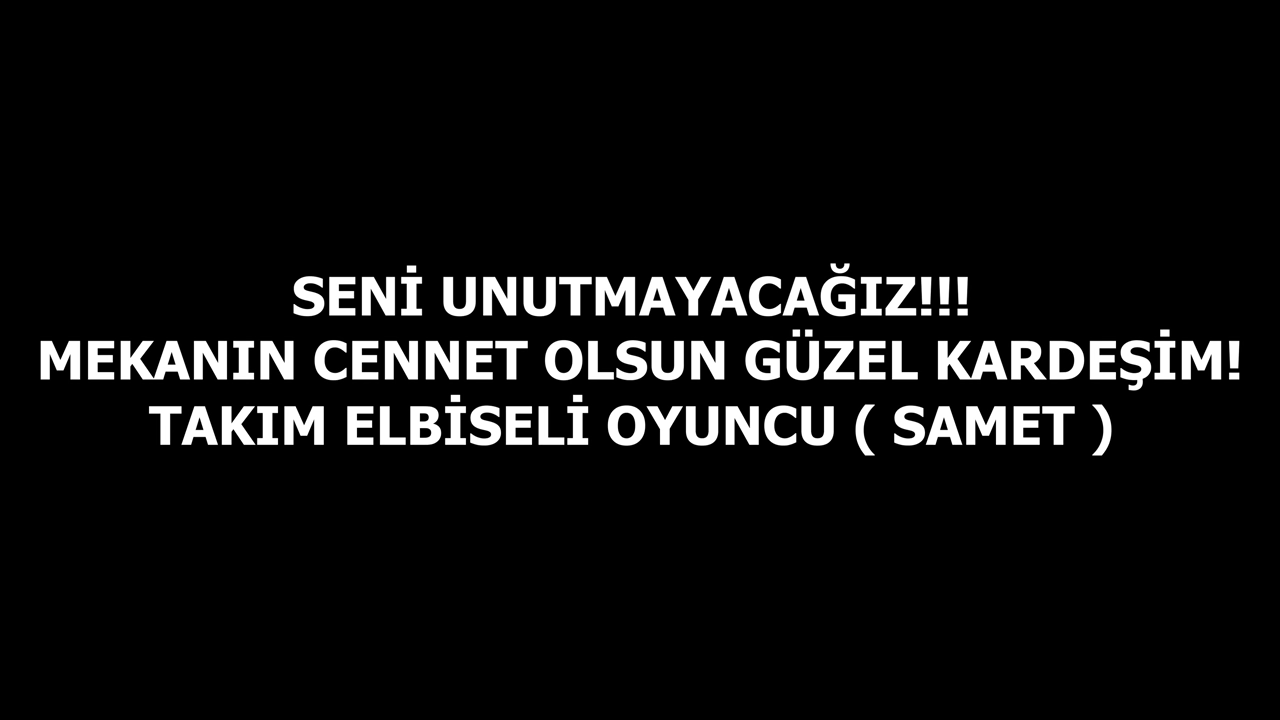 SENİ UNUTMAYACAĞIZ!!!
MEKANIN CENNET OLSUN GÜZEL KARDEŞİM!
TAKIM ELBİSELİ OYUNCU ( SAMET )